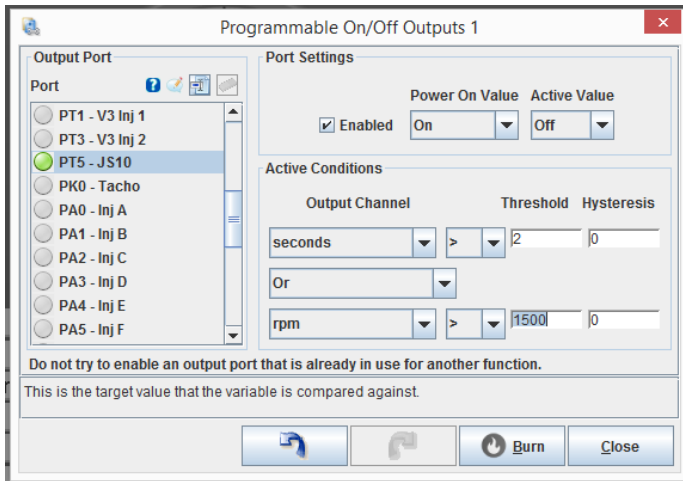 Programmable On/Off Outputs 1
Output Port
Port
PT1 - V3 Inj 1
PT3 - V3 Inj 2
PT5 - JS10
PK0 - Tacho
PA0 - Inj A
PA1 - Inj B
PA2 - Inj C
PA3 - Inj D
PA4 - Inj E
PA5 - Inj F
Port Settings
Power On Value Active Value
Enabled On Off
Active Conditions
Output Channel Threshold Hysteresis
seconds > 2 0
Or
rpm > 1500 0
Do not try to enable an output port that is already in use for another function.
This is the target value that the variable is compared against.
Burn Close